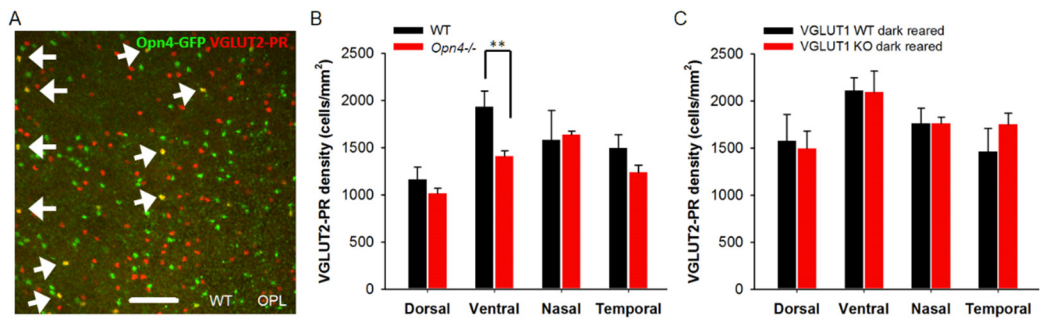 A
Opn4-GFP VGLUT2-PR
WT OPL
B
WT
Opn4-/-
**
VGLUT2-PR density (cells/mm²)
2500
2000
1500
1000
500
0
Dorsal Ventral Nasal Temporal
C
VGLUT1 WT dark reared
VGLUT1 KO dark reared
VGLUT2-PR density (cells/mm²)
2500
2000
1500
1000
500
0
Dorsal Ventral Nasal Temporal